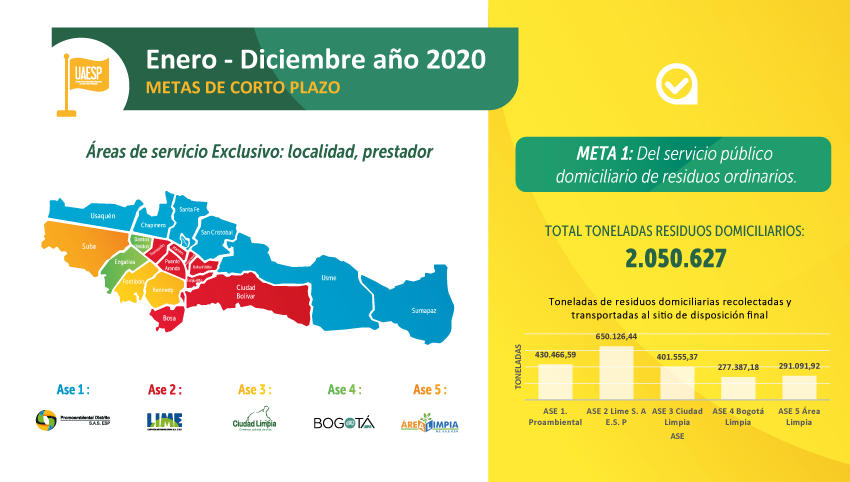 UAESP
Enero - Diciembre año 2020
METAS DE CORTO PLAZO
Áreas de servicio Exclusivo: localidad, prestador
Usaquén
Chapinero
Santa Fe
San Cristobal
Suba
Engativa
Fontibón
Kennedy
Puente
Aranda
Bosa
Ciudad
Bolívar
Usme
Sumapaz
Ase 1 :
Ase 2 :
Ase 3 :
Ase 4 :
Ase 5 :
Promoambiental Distrito
S.A.S. ESP
LIME
Ciudad Limpia
BOGOTÁ
ÁREA LIMPIA
META 1: Del servicio público
domiciliario de residuos ordinarios.
TOTAL TONELADAS RESIDUOS DOMICILIARIOS:
2.050.627
Toneladas de residuos domiciliarias recolectadas y
transportadas al sitio de disposición final
TONELADAS
430.466,59
650.126,44
401.555,37
277.387,18
291.091,92
ASE 1.
Proambiental
ASE 2 Lime S. A
E.S. P
ASE 3 Ciudad
Limpia
ASE 4 Bogotá
Limpia
ASE 5 Área
Limpia
ASE